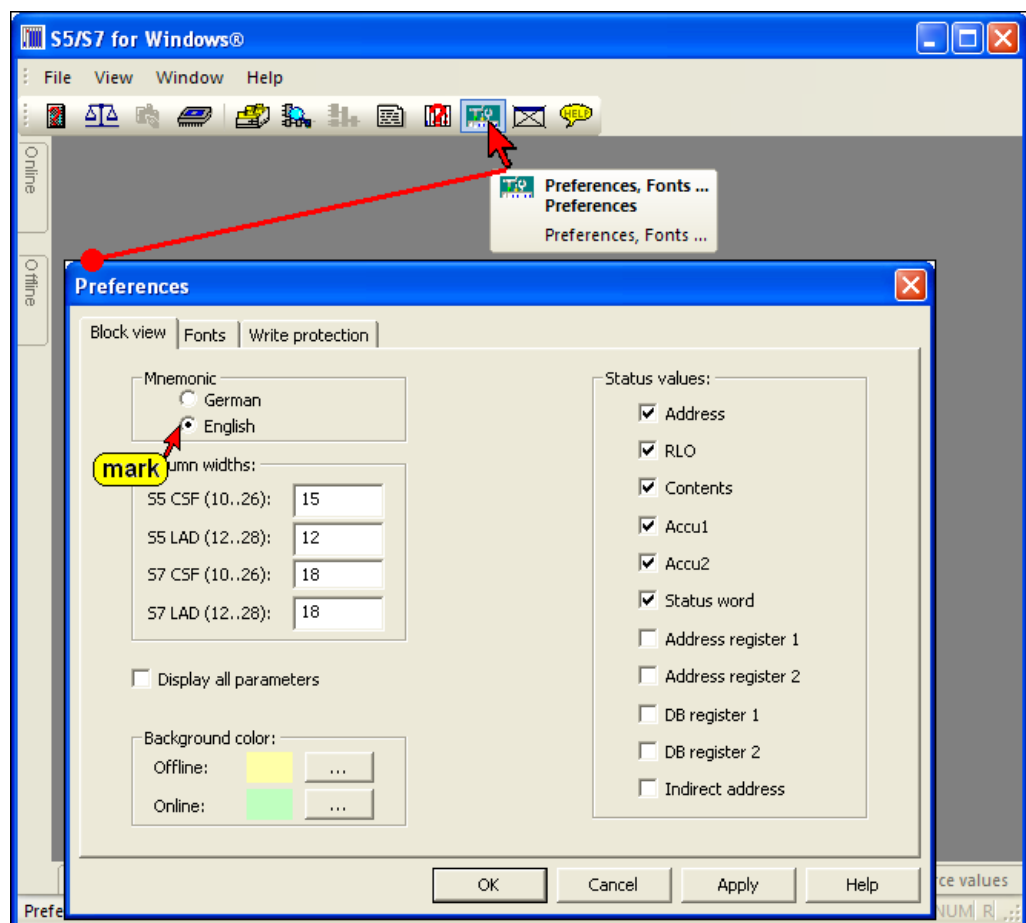 S5/S7 for Windows®
File View Window Help
HELP
Online
Offline
Preferences, Fonts ...
Preferences
Preferences, Fonts ...
Preferences
Block view Fonts Write protection
Mnemonic
German
English
mark
umn widths:
S5 CSF (10..26): 15
S5 LAD (12..28): 12
S7 CSF (10..26): 18
S7 LAD (12..28): 18
Display all parameters
Background color:
Offline: ...
Online: ...
Status values:
Address
RLO
Contents
Accu1
Accu2
Status word
Address register 1
Address register 2
DB register 1
DB register 2
Indirect address
OK Cancel Apply Help
rce values
Prefe NUM R